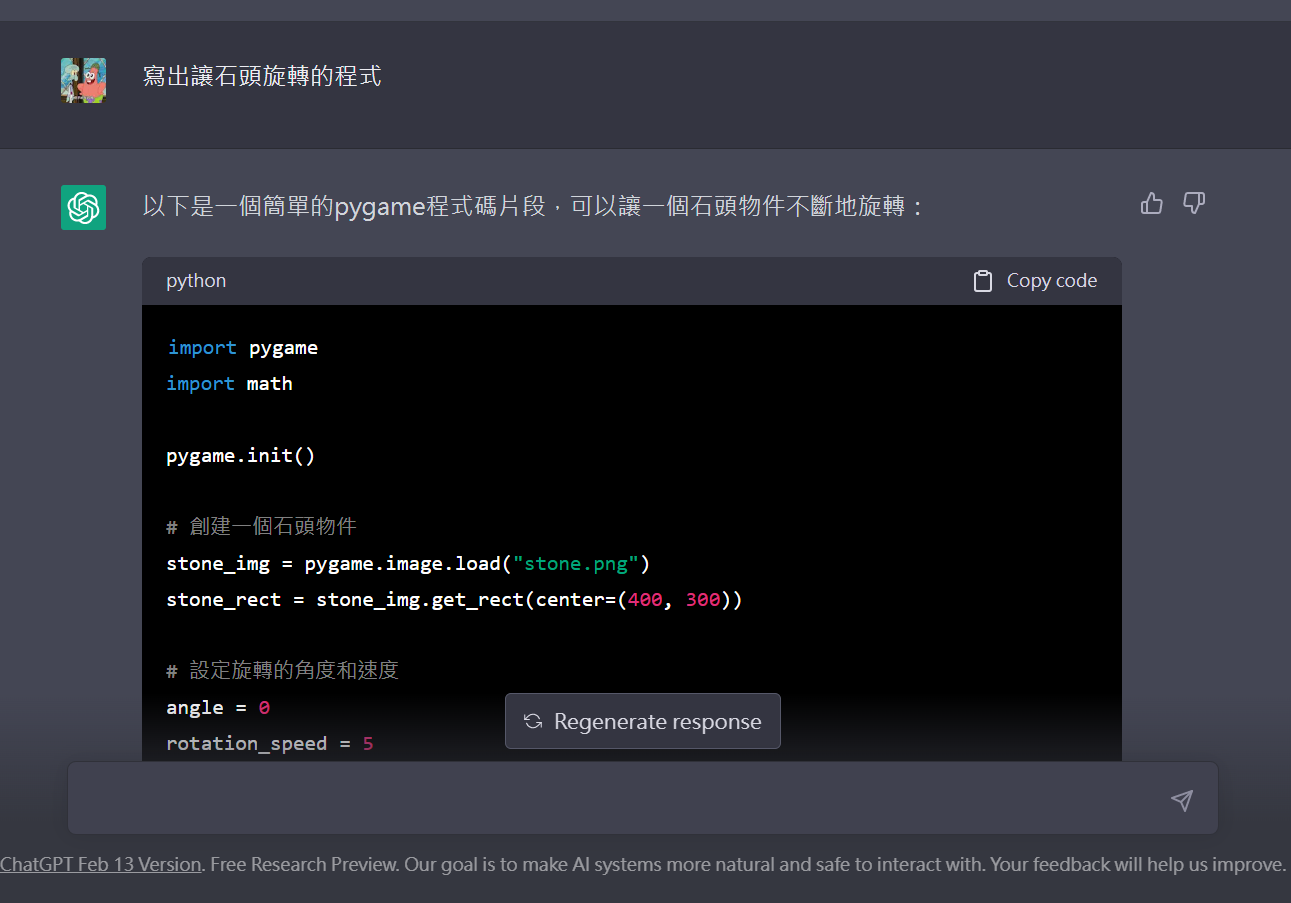 寫出讓石頭旋轉的程式
以下是一個簡單的pygame程式碼片段，可以讓一個石頭物件不斷地旋轉：
python
Copy code
import pygame
import math
pygame.init()
# 創建一個石頭物件
stone_img = pygame.image.load("stone.png")
stone_rect = stone_img.get_rect(center=(400, 300))
# 設定旋轉的角度和速度
angle = 0
Regenerate response
rotation_speed = 5
ChatGPT Feb 13 Version. Free Research Preview. Our goal is to make AI systems more natural and safe to interact with. Your feedback will help us improve.